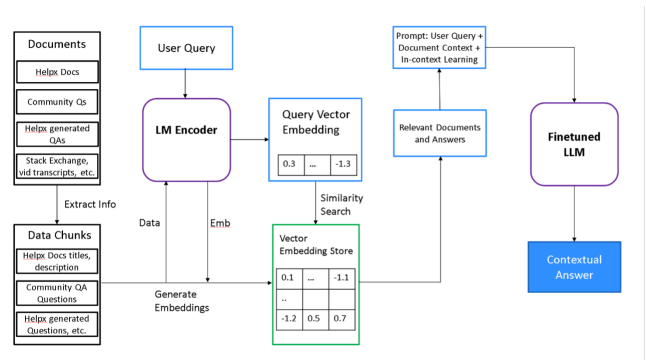 Documents
Helpx Docs
Community Qs
Helpx generated
QAs
Stack Exchange,
vid transcripts, etc.
Extract Info
Data Chunks
Helpx Docs titles,
description
Community QA
Questions
Helpx generated
Questions, etc.
User Query
LM Encoder
Data
Emb
Generate
Embeddings
Query Vector
Embedding
0.3 ... -1.3
Similarity
Search
Vector
Embedding Store
0.1 ... -1.1
..
-1.2 0.5 0.7
Relevant Documents
and Answers
Prompt: User Query +
Document Context +
In-context Learning
Finetuned
LLM
Contextual
Answer